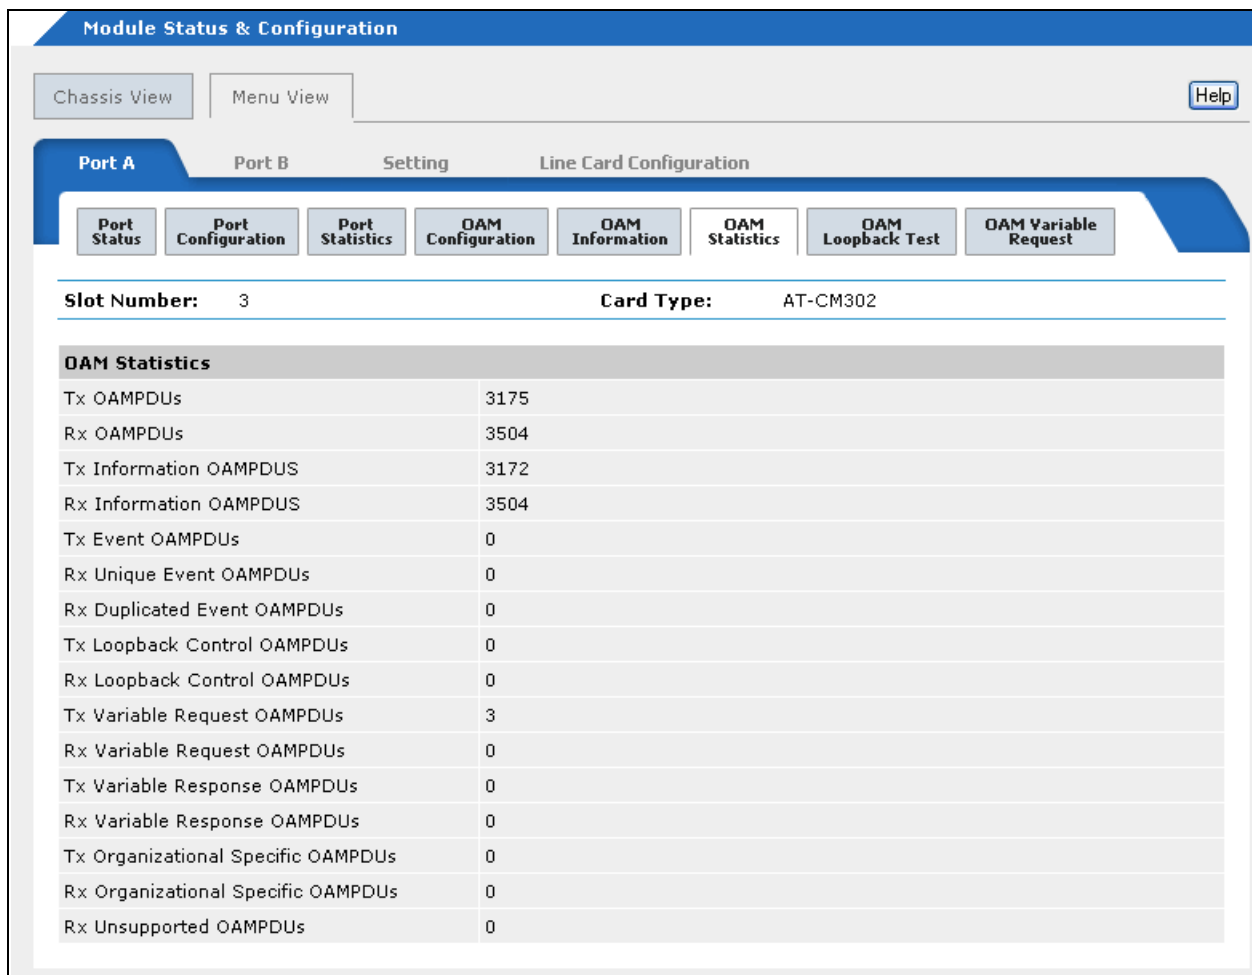 Module Status & Configuration
Chassis View Menu View Help
Port A Port B Setting Line Card Configuration
Port Status Port Configuration Port Statistics OAM Configuration OAM Information OAM Statistics OAM Loopback Test OAM Variable Request
Slot Number: 3 Card Type: AT-CM302
OAM Statistics
Tx OAMPDUs 3175
Rx OAMPDUs 3504
Tx Information OAMPDUS 3172
Rx Information OAMPDUS 3504
Tx Event OAMPDUs 0
Rx Unique Event OAMPDUs 0
Rx Duplicated Event OAMPDUs 0
Tx Loopback Control OAMPDUs 0
Rx Loopback Control OAMPDUs 0
Tx Variable Request OAMPDUs 3
Rx Variable Request OAMPDUs 0
Tx Variable Response OAMPDUs 0
Rx Variable Response OAMPDUs 0
Tx Organizational Specific OAMPDUs 0
Rx Organizational Specific OAMPDUs 0
Rx Unsupported OAMPDUs 0